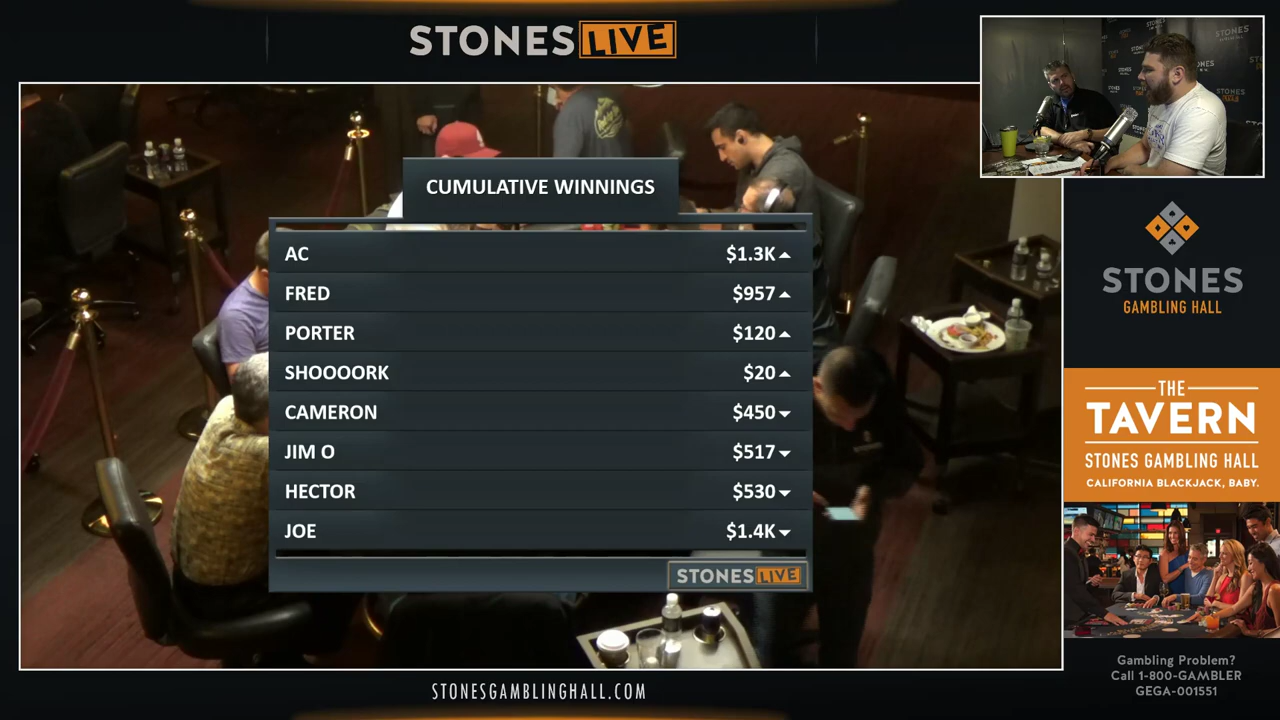 STONES LIVE
CUMULATIVE WINNINGS
AC $1.3K
FRED $957
PORTER $120
SHOOOORK $20
CAMERON $450
JIM O $517
HECTOR $530
JOE $1.4K
STONES LIVE
STONES
GAMBLING HALL
THE
TAVERN
STONES GAMBLING HALL
CALIFORNIA BLACKJACK, BABY.
Gambling Problem?
Call 1-800-GAMBLER
GEGA-001551
STONESGAMBLINGHALL.COM